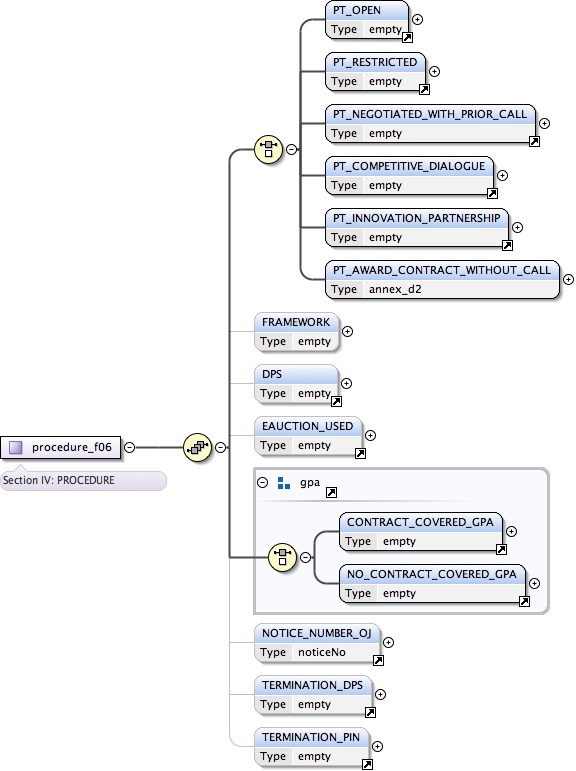 PT_OPEN
Type empty
PT_RESTRICTED
Type empty
PT_NEGOTIATED_WITH_PRIOR_CALL
Type empty
PT_COMPETITIVE_DIALOGUE
Type empty
PT_INNOVATION_PARTNERSHIP
Type empty
PT_AWARD_CONTRACT_WITHOUT_CALL
Type annex_d2
FRAMEWORK
Type empty
DPS
Type empty
EAUCTION_USED
Type empty
procedure_f06
Section IV: PROCEDURE
gpa
CONTRACT_COVERED_GPA
Type empty
NO_CONTRACT_COVERED_GPA
Type empty
NOTICE_NUMBER_OJ
Type noticeNo
TERMINATION_DPS
Type empty
TERMINATION_PIN
Type empty